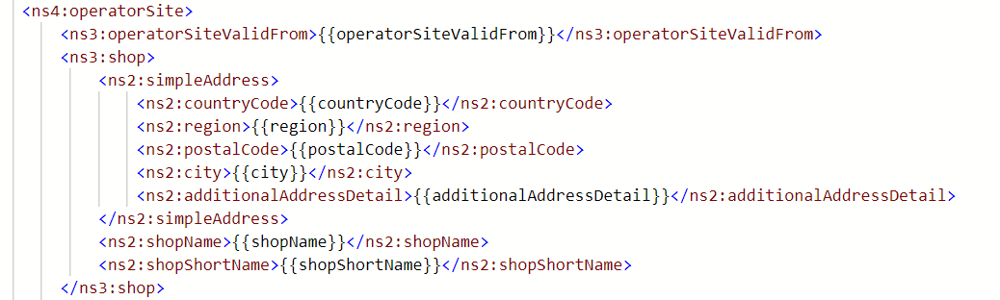 <ns4:operatorSite>
<ns3:operatorSiteValidFrom>{{operatorSiteValidFrom}}</ns3:operatorSiteValidFrom>
<ns3:shop>
<ns2:simpleAddress>
<ns2:countryCode>{{countryCode}}</ns2:countryCode>
<ns2:region>{{region}}</ns2:region>
<ns2:postalCode>{{postalCode}}</ns2:postalCode>
<ns2:city>{{city}}</ns2:city>
<ns2:additionalAddressDetail>{{additionalAddressDetail}}</ns2:additionalAddressDetail>
</ns2:simpleAddress>
<ns2:shopName>{{shopName}}</ns2:shopName>
<ns2:shopShortName>{{shopShortName}}</ns2:shopShortName>
</ns3:shop>